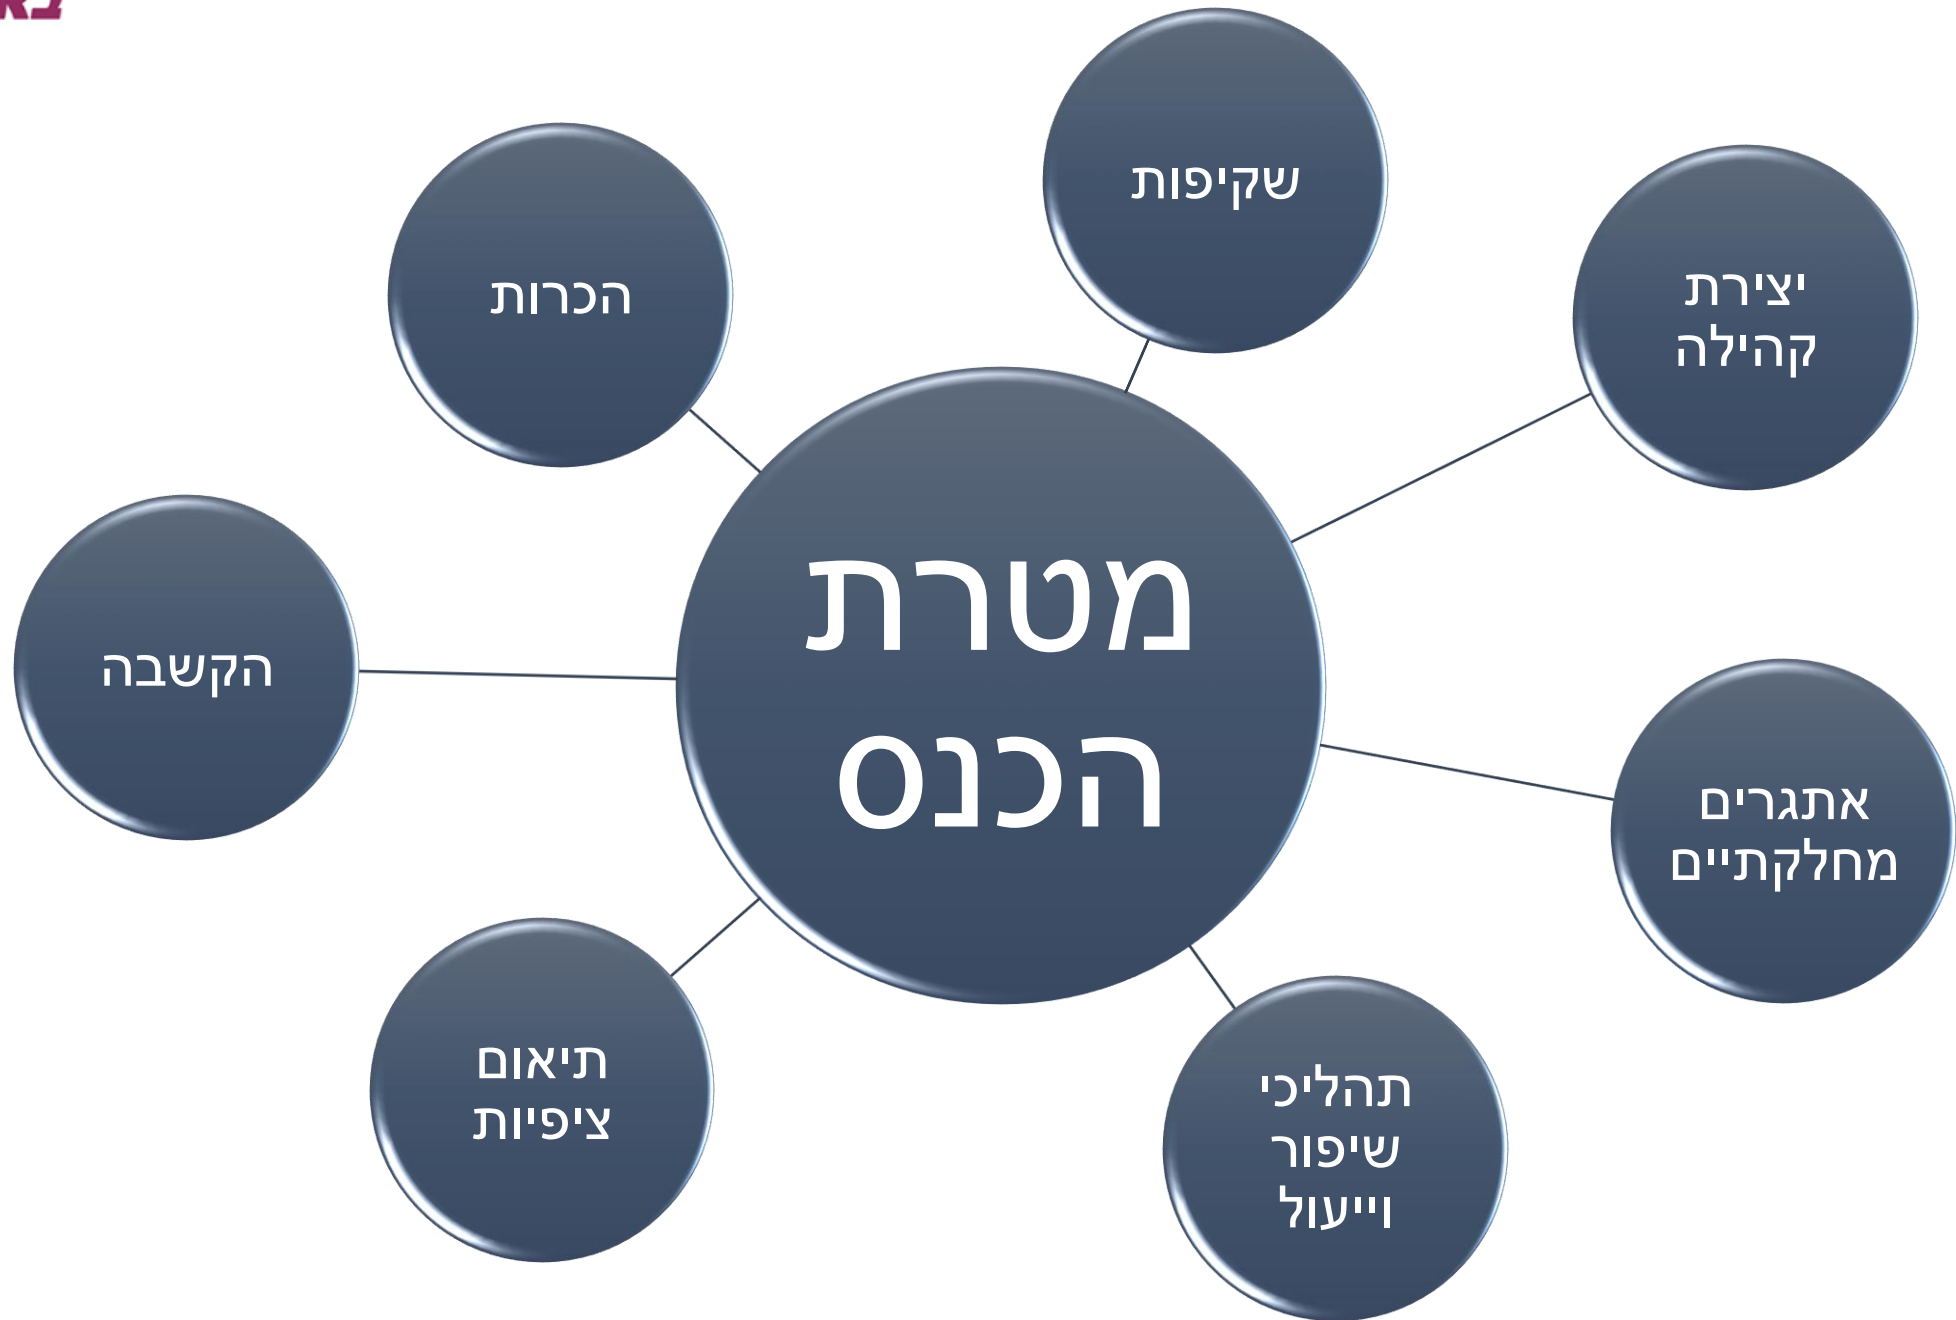 שקיפות
יצירת
קהילה
אתגרים
מחלקתיים
תהליכי
שיפור
וייעול
תיאום
ציפיות
הקשבה
הכרות
מטרת
הכנס